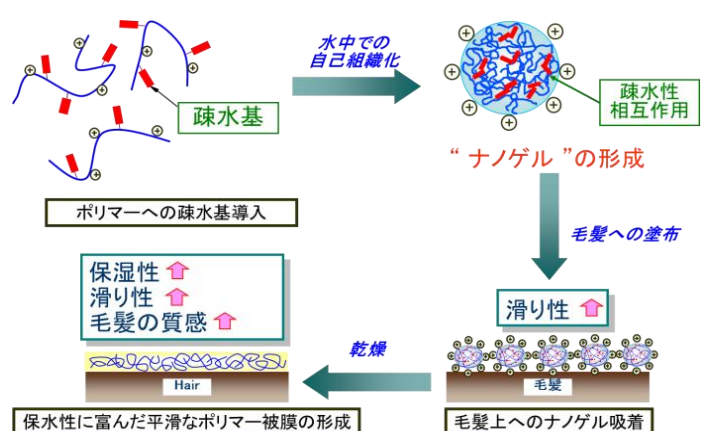 水中での
自己組織化
疎水基
疎水性
相互作用
“ ナノゲル ”の形成
ポリマーへの疎水基導入
毛髪への塗布
保湿性
滑り性
毛髪の質感
滑り性
乾燥
Hair
毛髪
保水性に富んだ平滑なポリマー被膜の形成
毛髪上へのナノゲル吸着